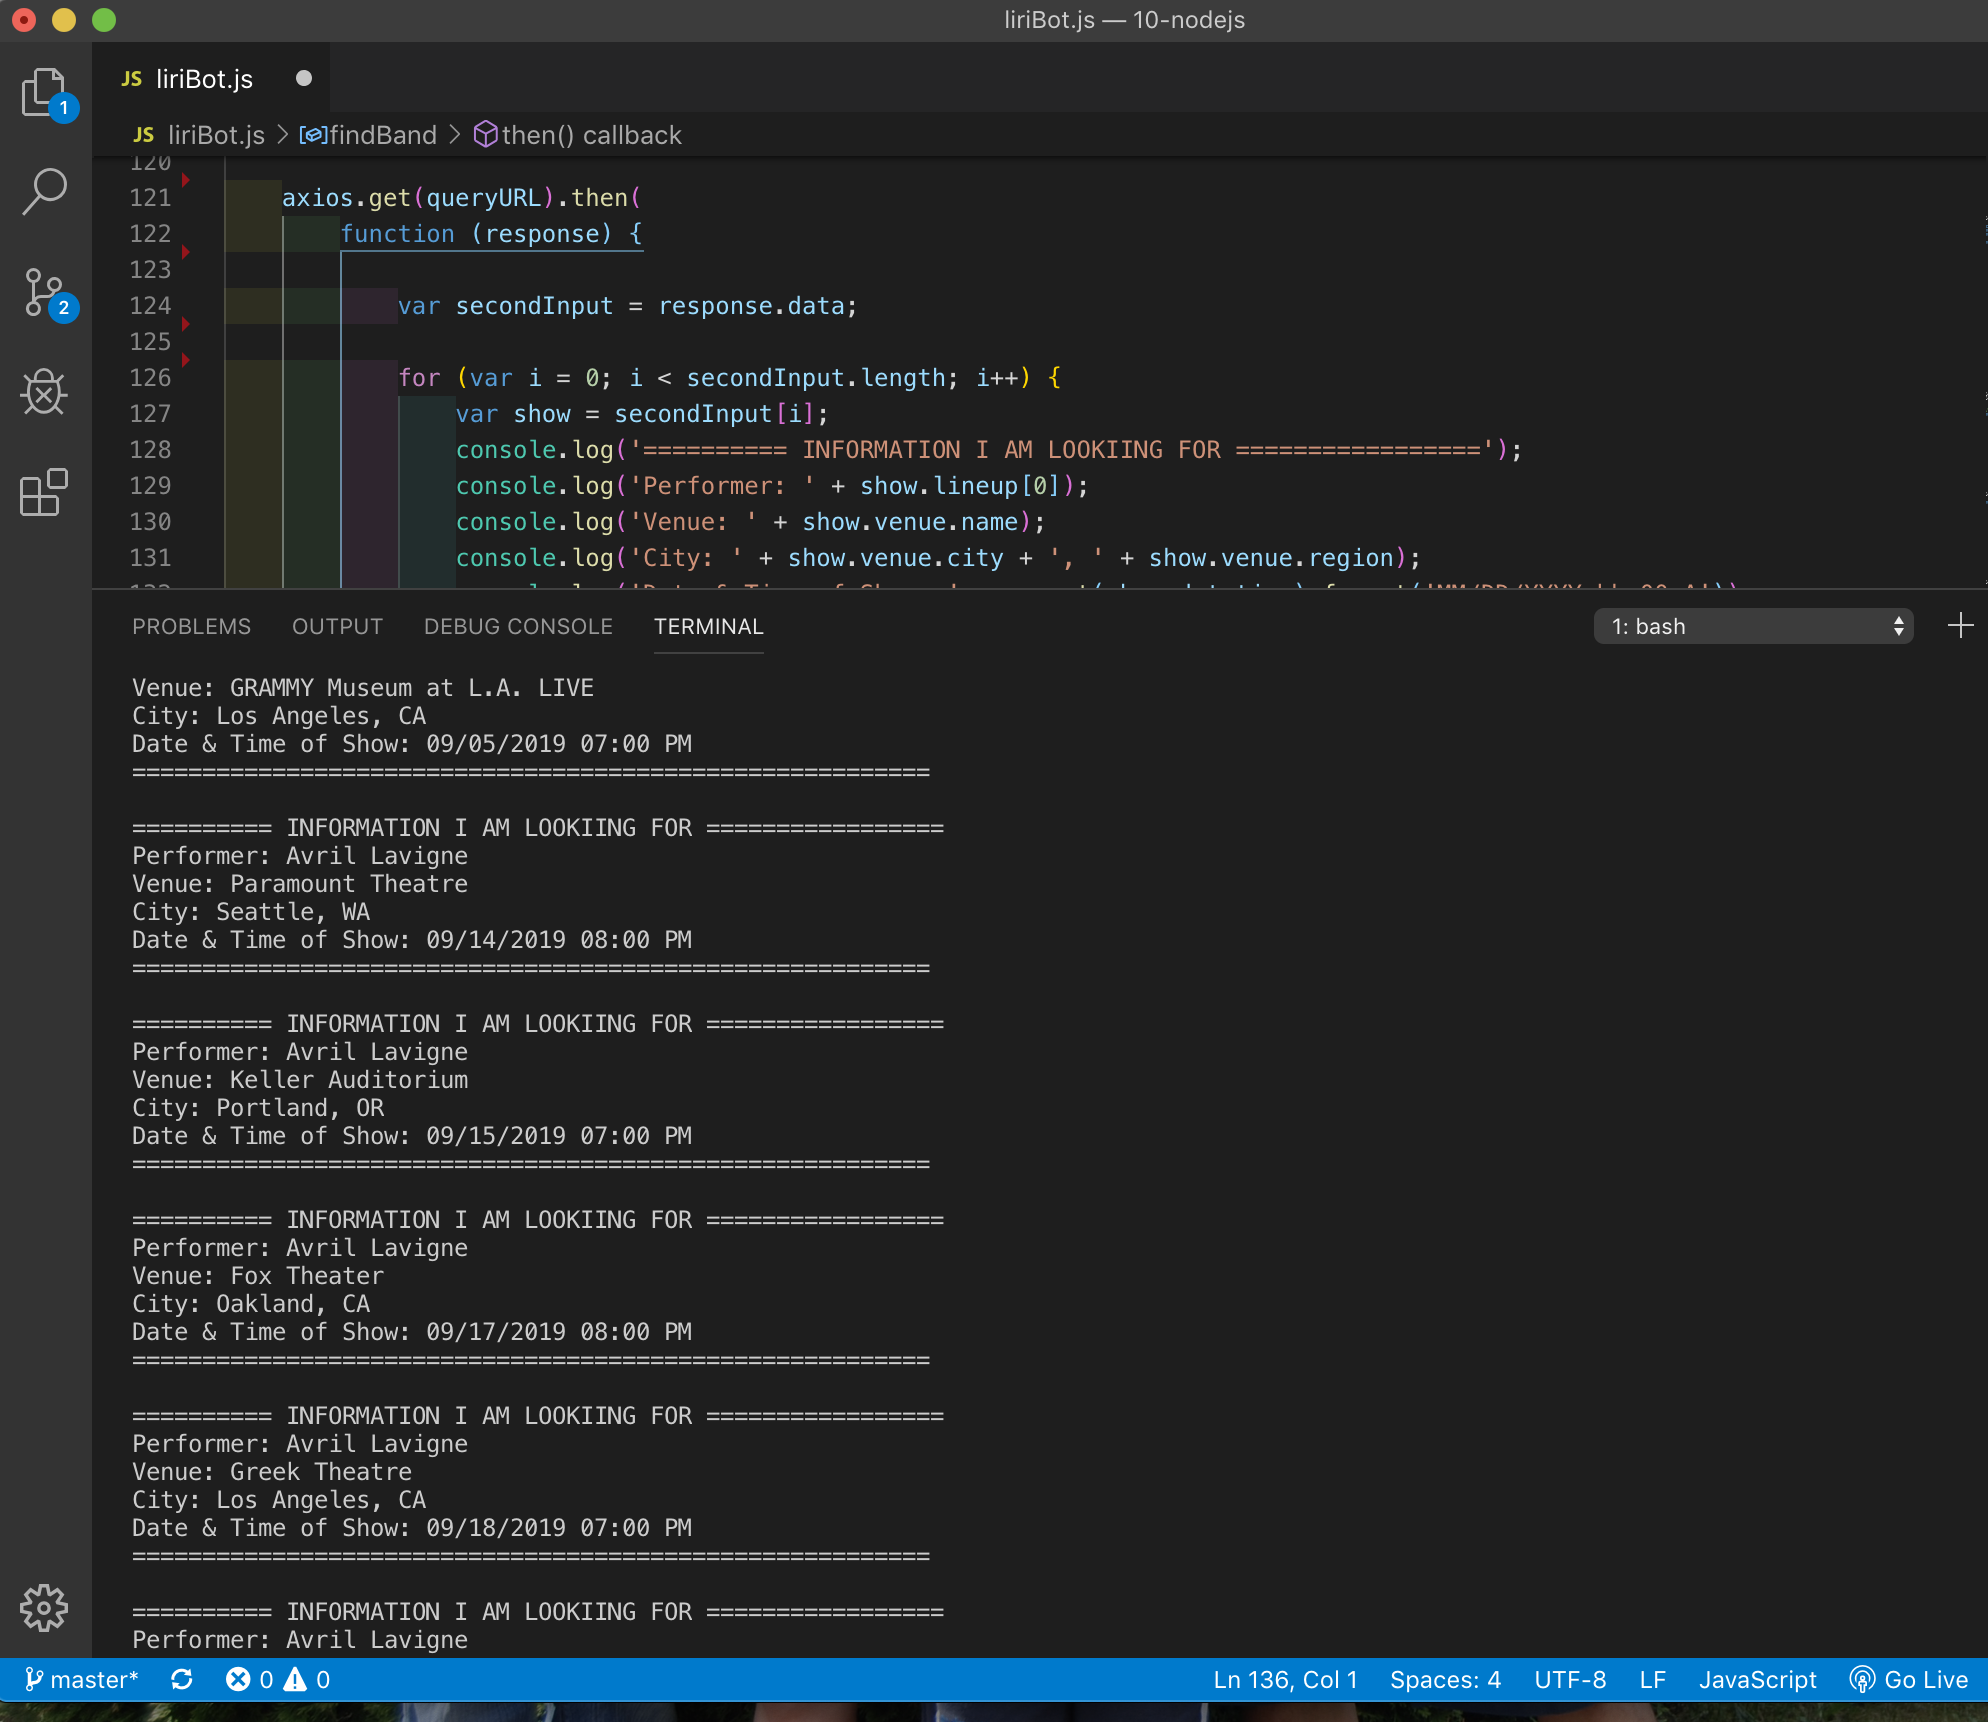 liriBot.js — 10-nodejs
JS liriBot.js
JS liriBot.js > findBand > then() callback
1
2
120
121 axios.get(queryURL).then(
122 function (response) {
123
124 var secondInput = response.data;
125
126 for (var i = 0; i < secondInput.length; i++) {
127 var show = secondInput[i];
128 console.log('========== INFORMATION I AM LOOKIING FOR =================');
129 console.log('Performer: ' + show.lineup[0]);
130 console.log('Venue: ' + show.venue.name);
131 console.log('City: ' + show.venue.city + ', ' + show.venue.region);
PROBLEMS OUTPUT DEBUG CONSOLE TERMINAL 1: bash
Venue: GRAMMY Museum at L.A. LIVE
City: Los Angeles, CA
Date & Time of Show: 09/05/2019 07:00 PM
=========================================================
========== INFORMATION I AM LOOKIING FOR =================
Performer: Avril Lavigne
Venue: Paramount Theatre
City: Seattle, WA
Date & Time of Show: 09/14/2019 08:00 PM
=========================================================
========== INFORMATION I AM LOOKIING FOR =================
Performer: Avril Lavigne
Venue: Keller Auditorium
City: Portland, OR
Date & Time of Show: 09/15/2019 07:00 PM
=========================================================
========== INFORMATION I AM LOOKIING FOR =================
Performer: Avril Lavigne
Venue: Fox Theater
City: Oakland, CA
Date & Time of Show: 09/17/2019 08:00 PM
=========================================================
========== INFORMATION I AM LOOKIING FOR =================
Performer: Avril Lavigne
Venue: Greek Theatre
City: Los Angeles, CA
Date & Time of Show: 09/18/2019 07:00 PM
=========================================================
========== INFORMATION I AM LOOKIING FOR =================
Performer: Avril Lavigne
master* 0 0 Ln 136, Col 1 Spaces: 4 UTF-8 LF JavaScript Go Live